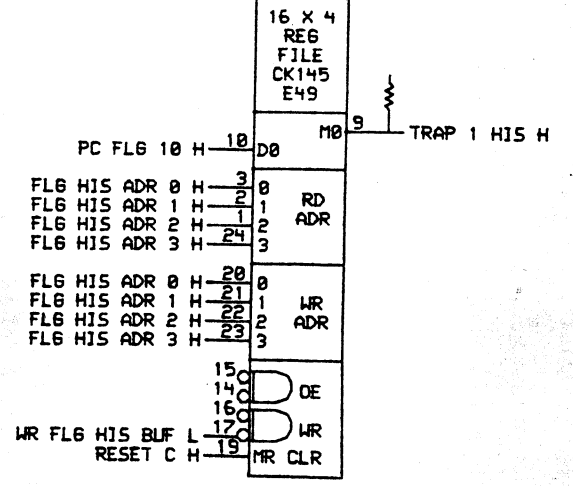 16 X 4
REG
FILE
CK145
E49
M0 9 TRAP 1 HIS H
PC FLG 10 H 10 D0
FLG HIS ADR 0 H 3 0
FLG HIS ADR 1 H 2 1
FLG HIS ADR 2 H 1 2
FLG HIS ADR 3 H 24 3
RD
ADR
FLG HIS ADR 0 H 20 0
FLG HIS ADR 1 H 21 1
FLG HIS ADR 2 H 22 2
FLG HIS ADR 3 H 23 3
WR
ADR
15
14 OE
16
WR FLG HIS BUF L 17 WR
RESET C H 19 MR CLR